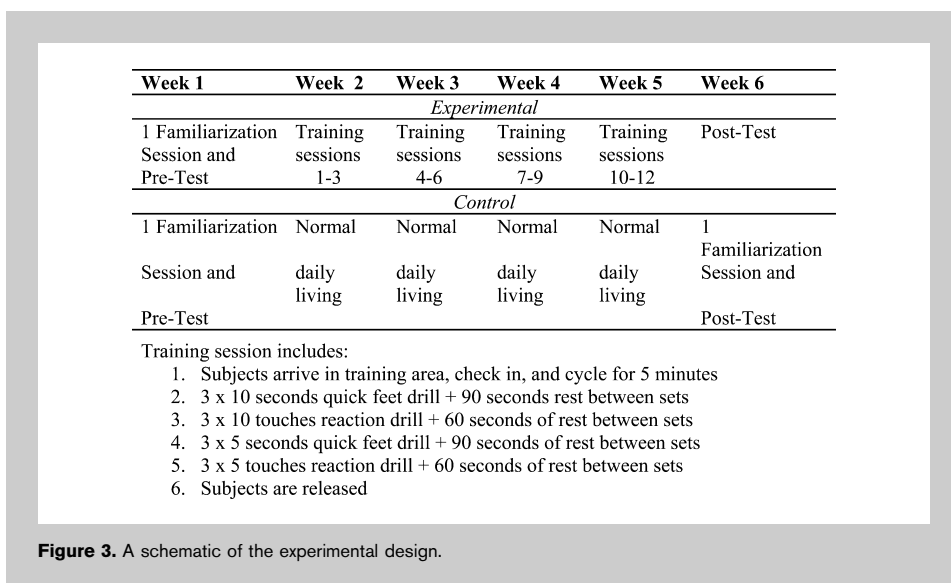 Week 1 Week 2 Week 3 Week 4 Week 5 Week 6
Experimental
1 Familiarization Training Training Training Training Post-Test
Session and sessions sessions sessions sessions
Pre-Test 1-3 4-6 7-9 10-12
Control
1 Familiarization Normal Normal Normal Normal 1
Familiarization
Session and daily daily daily daily Session and
living living living living
Pre-Test Post-Test
Training session includes:
1. Subjects arrive in training area, check in, and cycle for 5 minutes
2. 3 x 10 seconds quick feet drill + 90 seconds rest between sets
3. 3 x 10 touches reaction drill + 60 seconds of rest between sets
4. 3 x 5 seconds quick feet drill + 90 seconds of rest between sets
5. 3 x 5 touches reaction drill + 60 seconds of rest between sets
6. Subjects are released
Figure 3. A schematic of the experimental design.